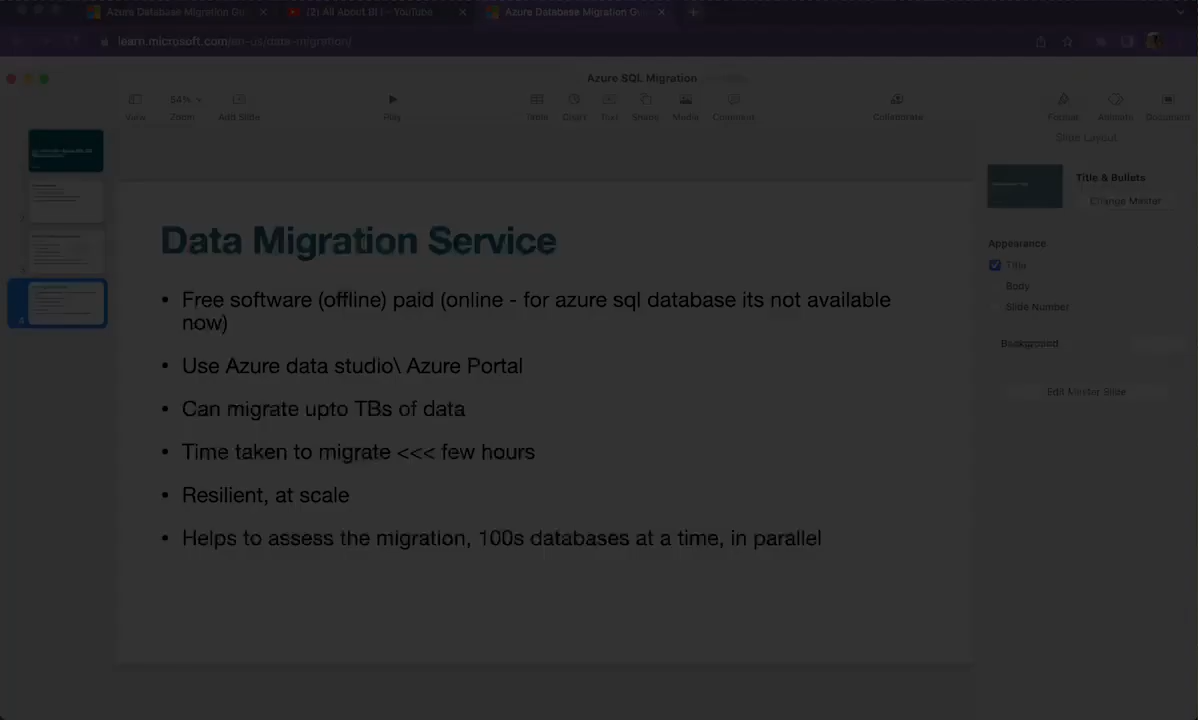 Azure Database Migration Gu
(2) All About BI ! - YouTube
Azure Database Migration Gu
learn.microsoft.com/en-us/data-migration/
Azure SQL Migration
View
54%
Zoom
Add Slide
Play
Table
Chart
Text
Shape
Media
Comment
Collaborate
Format
Animate
Document
Slide Layout
Title & Bullets
Change Master
Appearance
Title
Body
Slide Number
Background
Edit Master Slide
4
Data Migration Service
• Free software (offline) paid (online - for azure sql database its not available
now)
• Use Azure data studio\ Azure Portal
• Can migrate upto TBs of data
• Time taken to migrate <<< few hours
• Resilient, at scale
• Helps to assess the migration, 100s databases at a time, in parallel